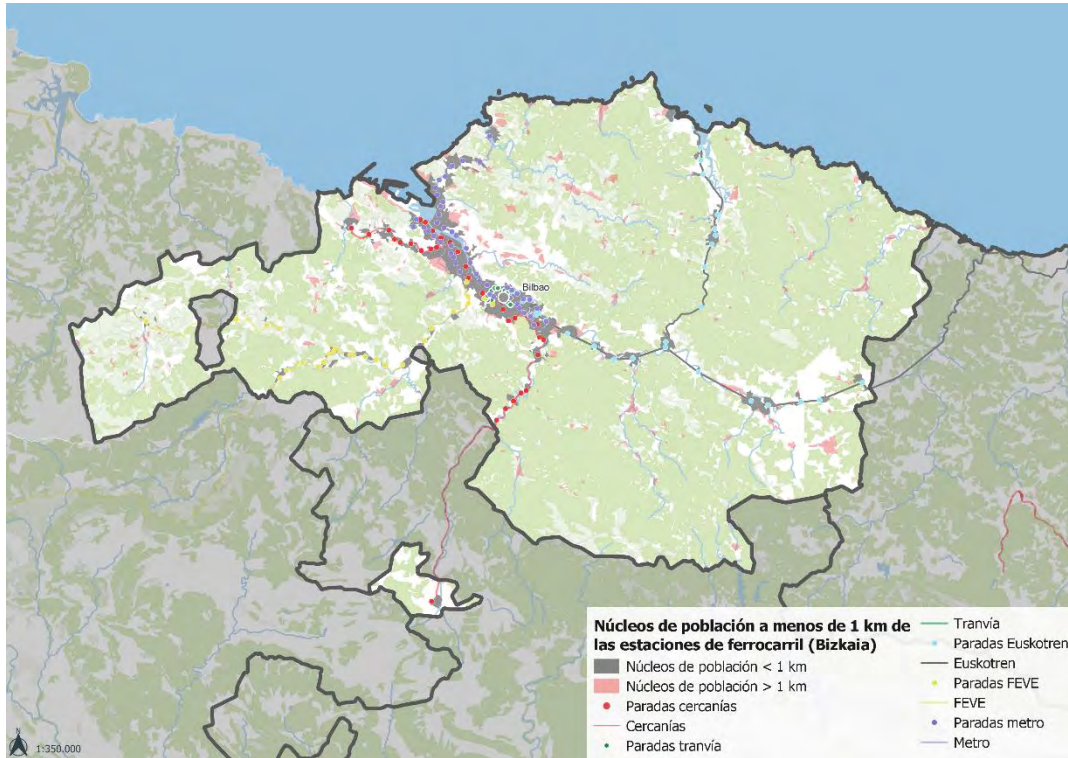 Bilbao
Núcleos de población a menos de 1 km de
las estaciones de ferrocarril (Bizkaia)
Núcleos de población < 1 km
Núcleos de población > 1 km
Paradas cercanías
Cercanías
Paradas tranvía
Tranvía
Paradas Euskotren
Euskotren
Paradas FEVE
FEVE
Paradas metro
Metro
N
1:350.000